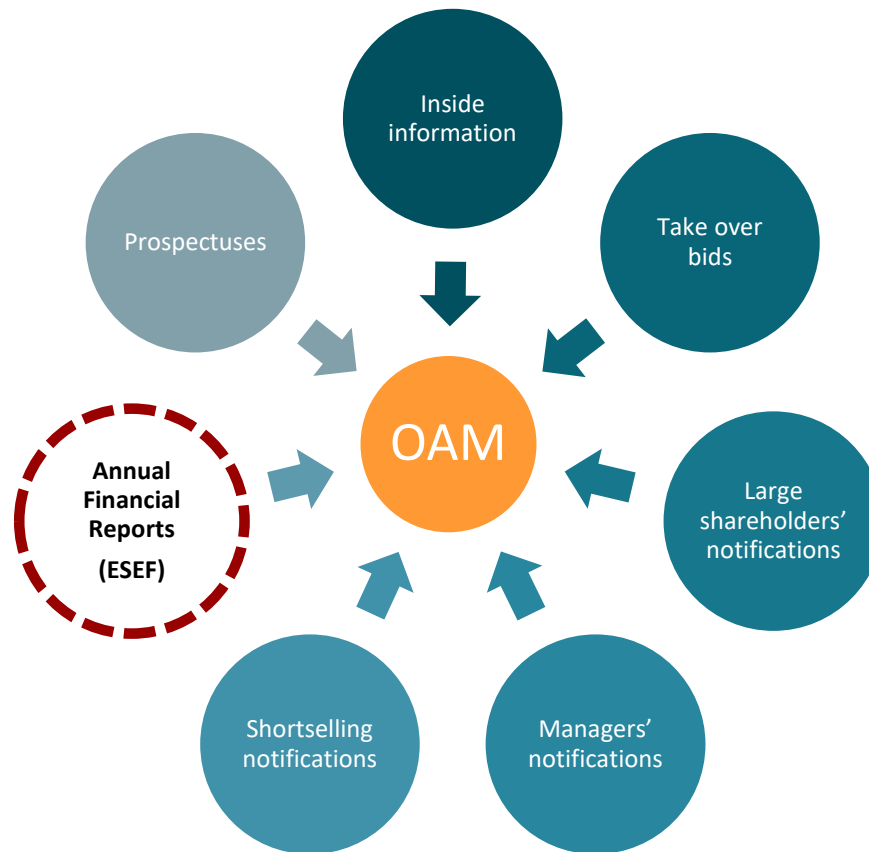 Inside
information
Prospectuses
Take over
bids
OAM
Annual
Financial
Reports
(ESEF)
Large
shareholders’
notifications
Shortselling
notifications
Managers’
notifications